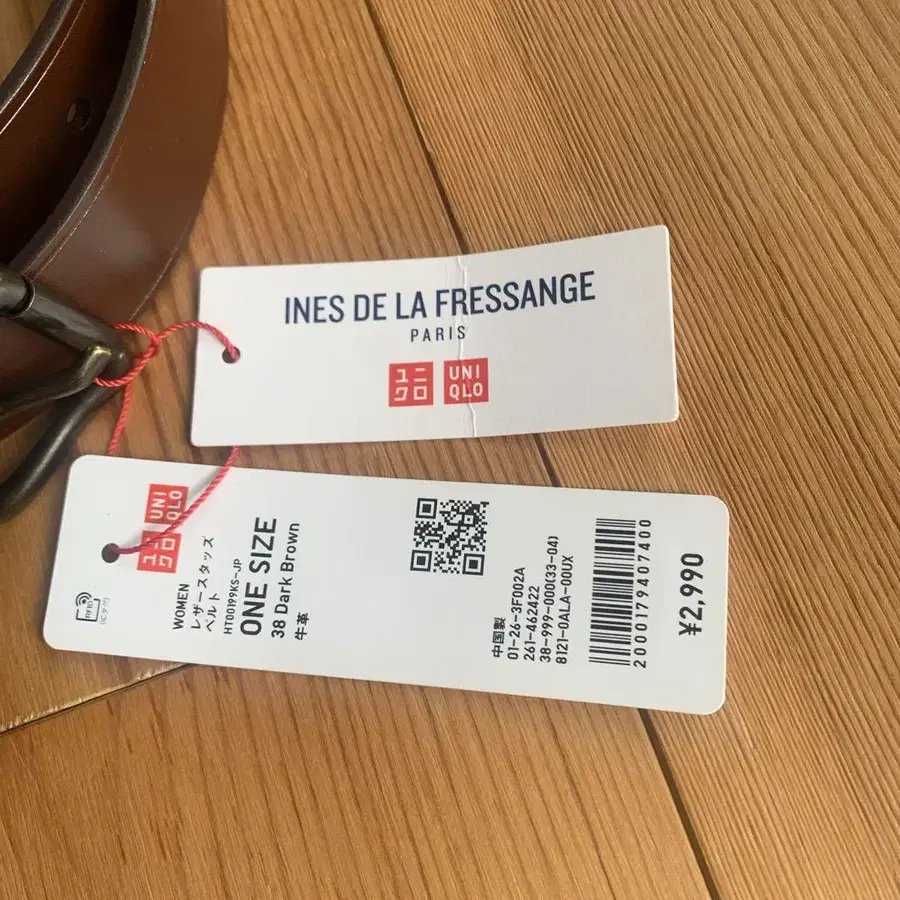 INES DE LA FRESSANGE
PARIS
ユニ
クロ
UNI
QLO
ユニ
クロ
UNI
QLO
RFID
(ICタグ)
WOMEN
レザースタッズ
ベルト
HT00199KS-JP
ONE SIZE
38 Dark Brown
牛革
中国製
01-26-3F002A
261-462422
38-999-000(33-04)
8121-0ALA-00UX
2000179407400
¥2,990